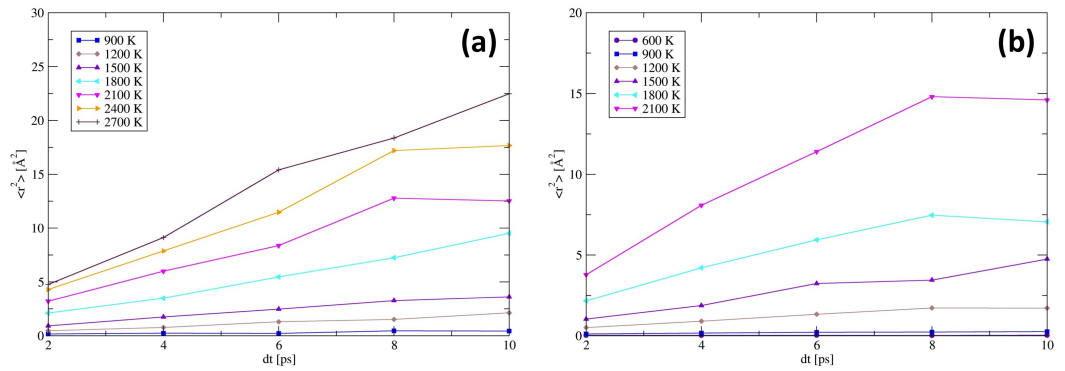 (a)
30
25
20
15
10
5
0
<r²> [Å²]
900 K
1200 K
1500 K
1800 K
2100 K
2400 K
2700 K
2 4 6 8 10
dt [ps]
(b)
20
15
10
5
0
<r²> [Å²]
600 K
900 K
1200 K
1500 K
1800 K
2100 K
2 4 6 8 10
dt [ps]